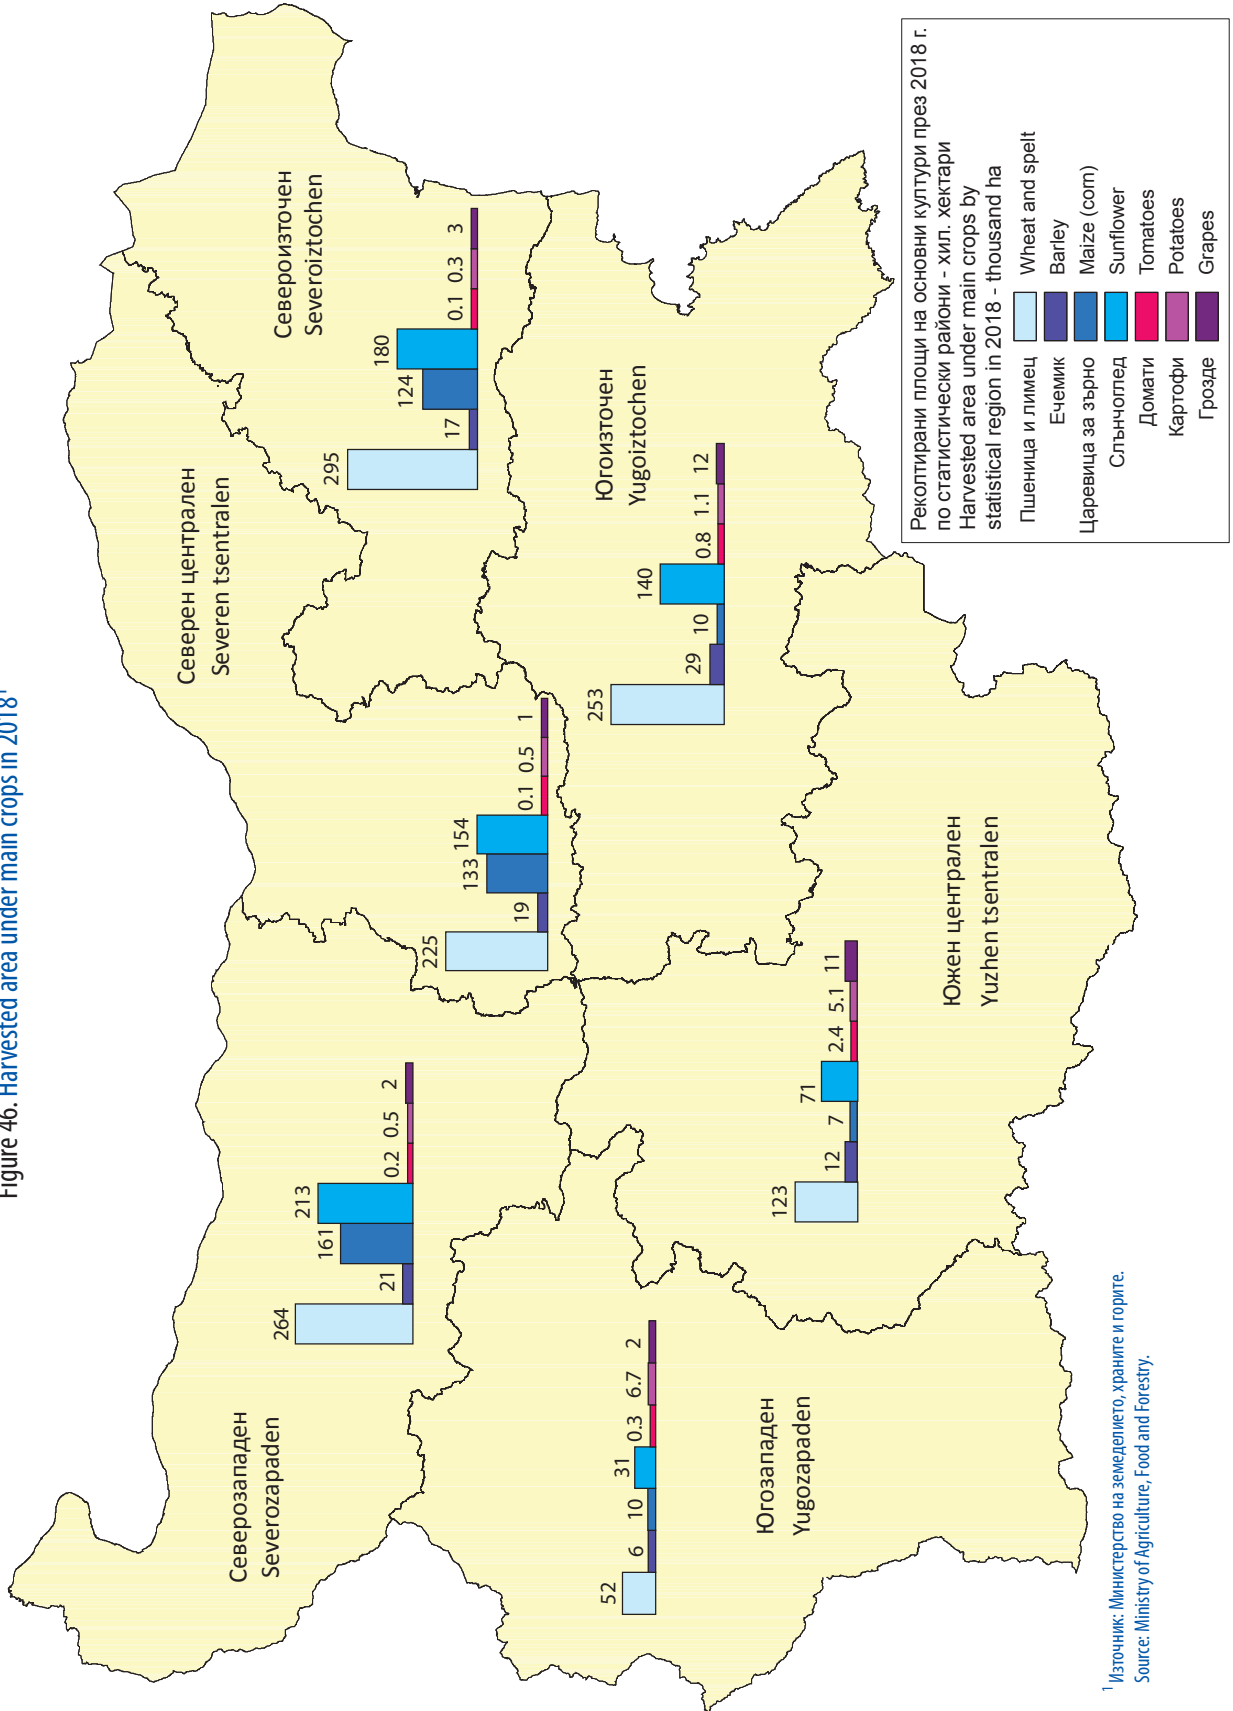 Figure 46. Harvested area under main crops in 2018¹
Северозападен
Severozapaden
264
21
161
213
0.2
0.5
2
Северен централен
Severen tsentralen
225
19
133
154
0.1
0.5
1
Североизточен
Severoiztochen
295
17
124
180
0.1
0.3
3
Югозападен
Yugozapaden
52
6
10
31
0.3
6.7
2
Южен централен
Yuzhen tsentralen
123
12
7
71
2.4
5.1
11
Югоизточен
Yugoiztochen
253
29
10
140
0.8
1.1
12
Реколтирани площи на основни култури през 2018 г.
по статистически райони - хил. хектари
Harvested area under main crops by
statistical region in 2018 - thousand ha
Пшеница и лимец Wheat and spelt
Ечемик Barley
Царевица за зърно Maize (corn)
Слънчоглед Sunflower
Домати Tomatoes
Картофи Potatoes
Грозде Grapes
¹ Източник: Министерство на земеделието, храните и горите.
Source: Ministry of Agriculture, Food and Forestry.